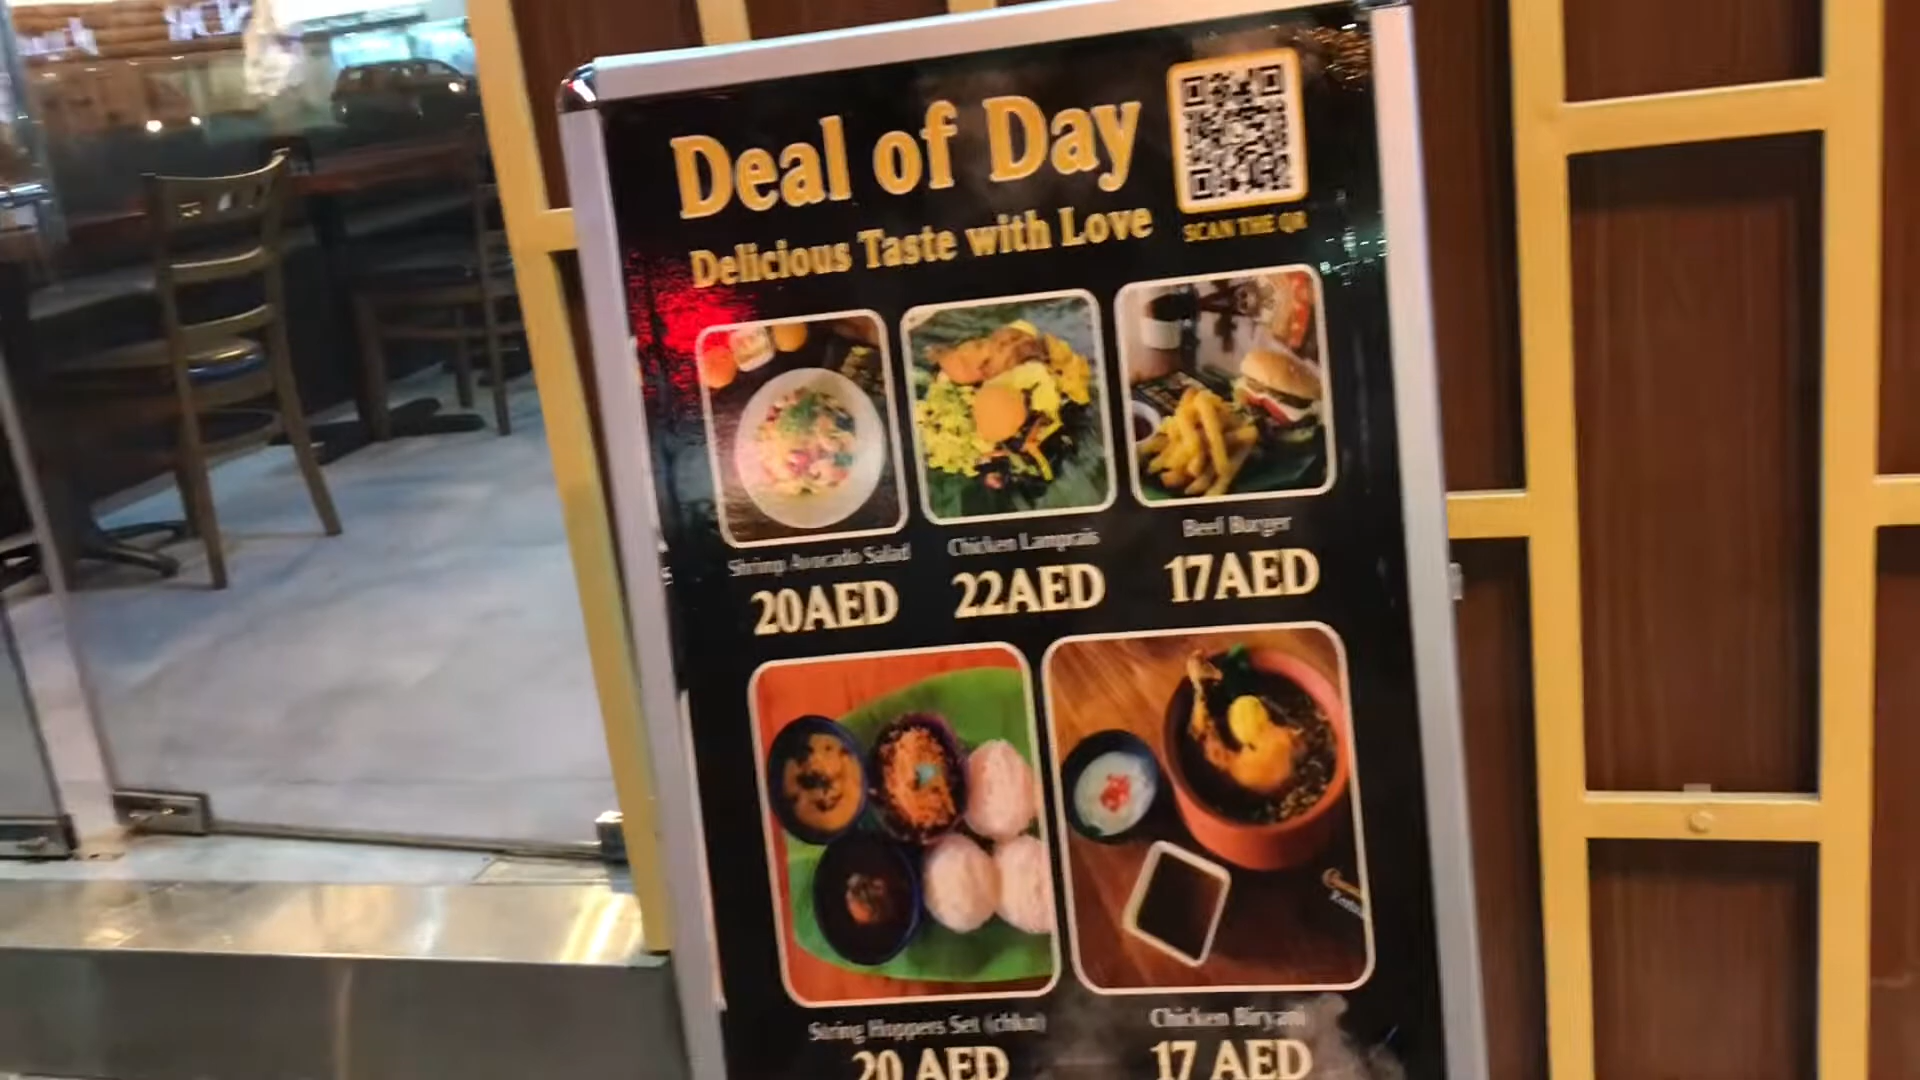 Deal of Day
SCAN THE QR
Delicious Taste with Love
Shrimp Avocado Salad
20AED
Chicken Lamprais
22AED
Beef Burger
17AED
String Hoppers Set (chkn)
20 AED
Chicken Biryani
17 AED